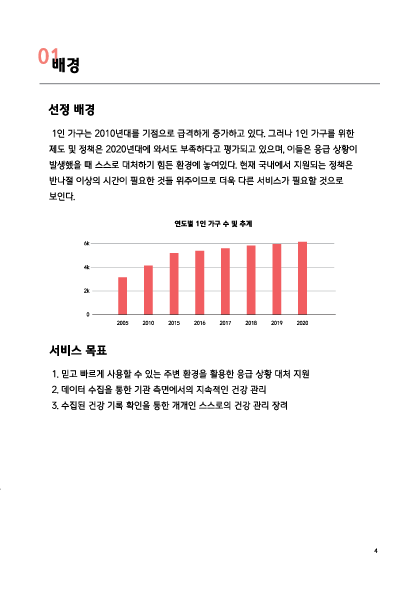 01
배경
선정 배경
1인 가구는 2010년대를 기점으로 급격하게 증가하고 있다. 그러나 1인 가구를 위한
제도 및 정책은 2020년대에 와서도 부족하다고 평가되고 있으며, 이들은 응급 상황이
발생했을 때 스스로 대처하기 힘든 환경에 놓여있다. 현재 국내에서 지원되는 정책은
반나절 이상의 시간이 필요한 것들 위주이므로 더욱 다른 서비스가 필요할 것으로
보인다.
연도별 1인 가구 수 및 추계
6k
4k
2k
0
2005 2010 2015 2016 2017 2018 2019 2020
서비스 목표
1. 믿고 빠르게 사용할 수 있는 주변 환경을 활용한 응급 상황 대처 지원
2. 데이터 수집을 통한 기관 측면에서의 지속적인 건강 관리
3. 수집된 건강 기록 확인을 통한 개개인 스스로의 건강 관리 장려
4